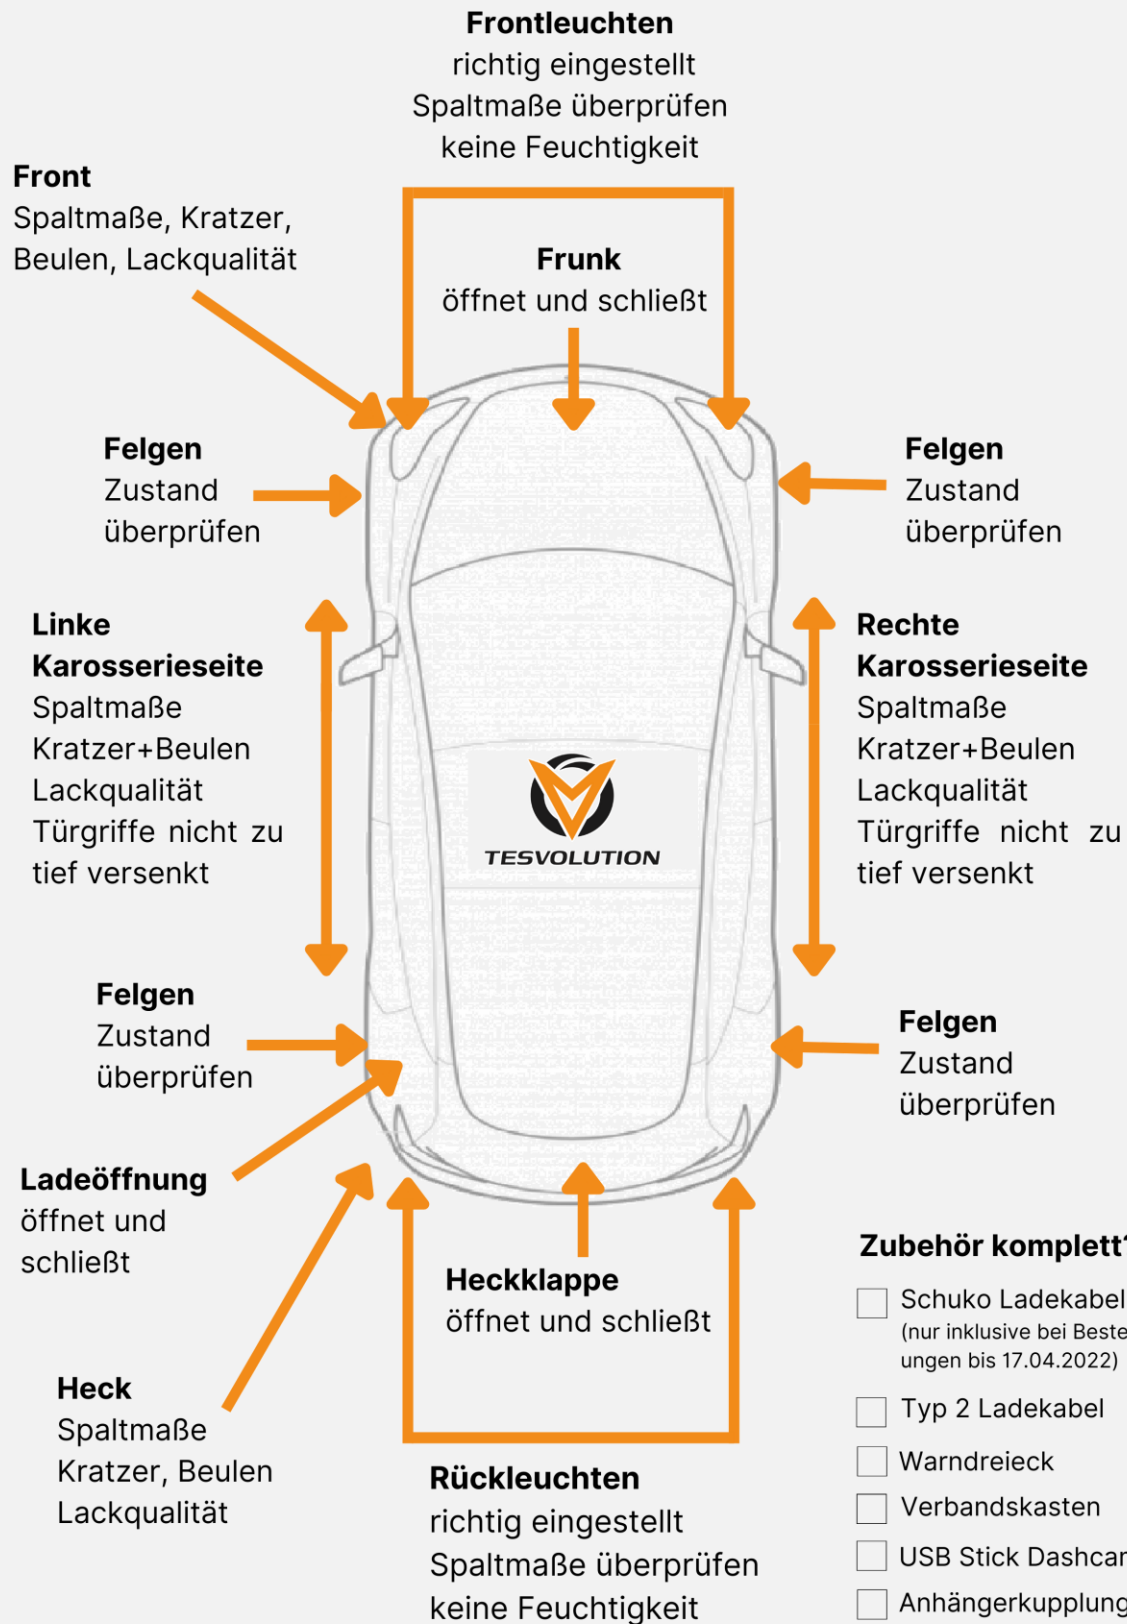 Frontleuchten
richtig eingestellt
Spaltmaße überprüfen
keine Feuchtigkeit
Front
Spaltmaße, Kratzer,
Beulen, Lackqualität
Frunk
öffnet und schließt
Felgen
Zustand
überprüfen
Felgen
Zustand
überprüfen
Linke
Karosserieseite
Spaltmaße
Kratzer+Beulen
Lackqualität
Türgriffe nicht zu
tief versenkt
Rechte
Karosserieseite
Spaltmaße
Kratzer+Beulen
Lackqualität
Türgriffe nicht zu
tief versenkt
TESVOLUTION
Felgen
Zustand
überprüfen
Felgen
Zustand
überprüfen
Ladeöffnung
öffnet und
schließt
Heckklappe
öffnet und schließt
Heck
Spaltmaße
Kratzer, Beulen
Lackqualität
Rückleuchten
richtig eingestellt
Spaltmaße überprüfen
keine Feuchtigkeit
Zubehör komplett?
Schuko Ladekabel
(nur inklusive bei Beste
ungen bis 17.04.2022)
Typ 2 Ladekabel
Warndreieck
Verbandskasten
USB Stick Dashcam
Anhängerkupplung